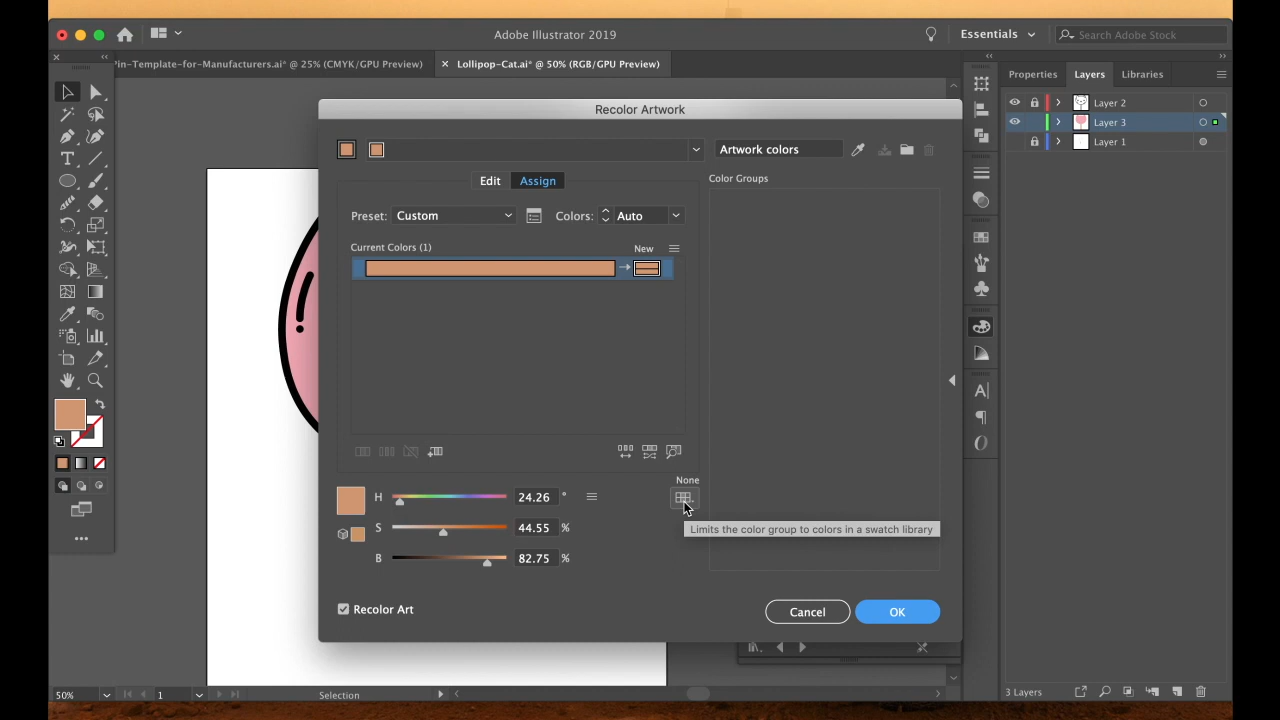 Adobe Illustrator 2019
Essentials
Search Adobe Stock
Pin-Template-for-Manufacturers.ai* @ 25% (CMYK/GPU Preview)
Lollipop-Cat.ai* @ 50% (RGB/GPU Preview)
Properties
Layers
Libraries
Recolor Artwork
Layer 2
Layer 3
Layer 1
Artwork colors
Edit
Assign
Color Groups
Preset:
Custom
Colors:
Auto
Current Colors (1)
New
None
H
24.26
°
S
44.55
%
Limits the color group to colors in a swatch library
B
82.75
%
Recolor Art
Cancel
OK
50%
1
Selection
3 Layers